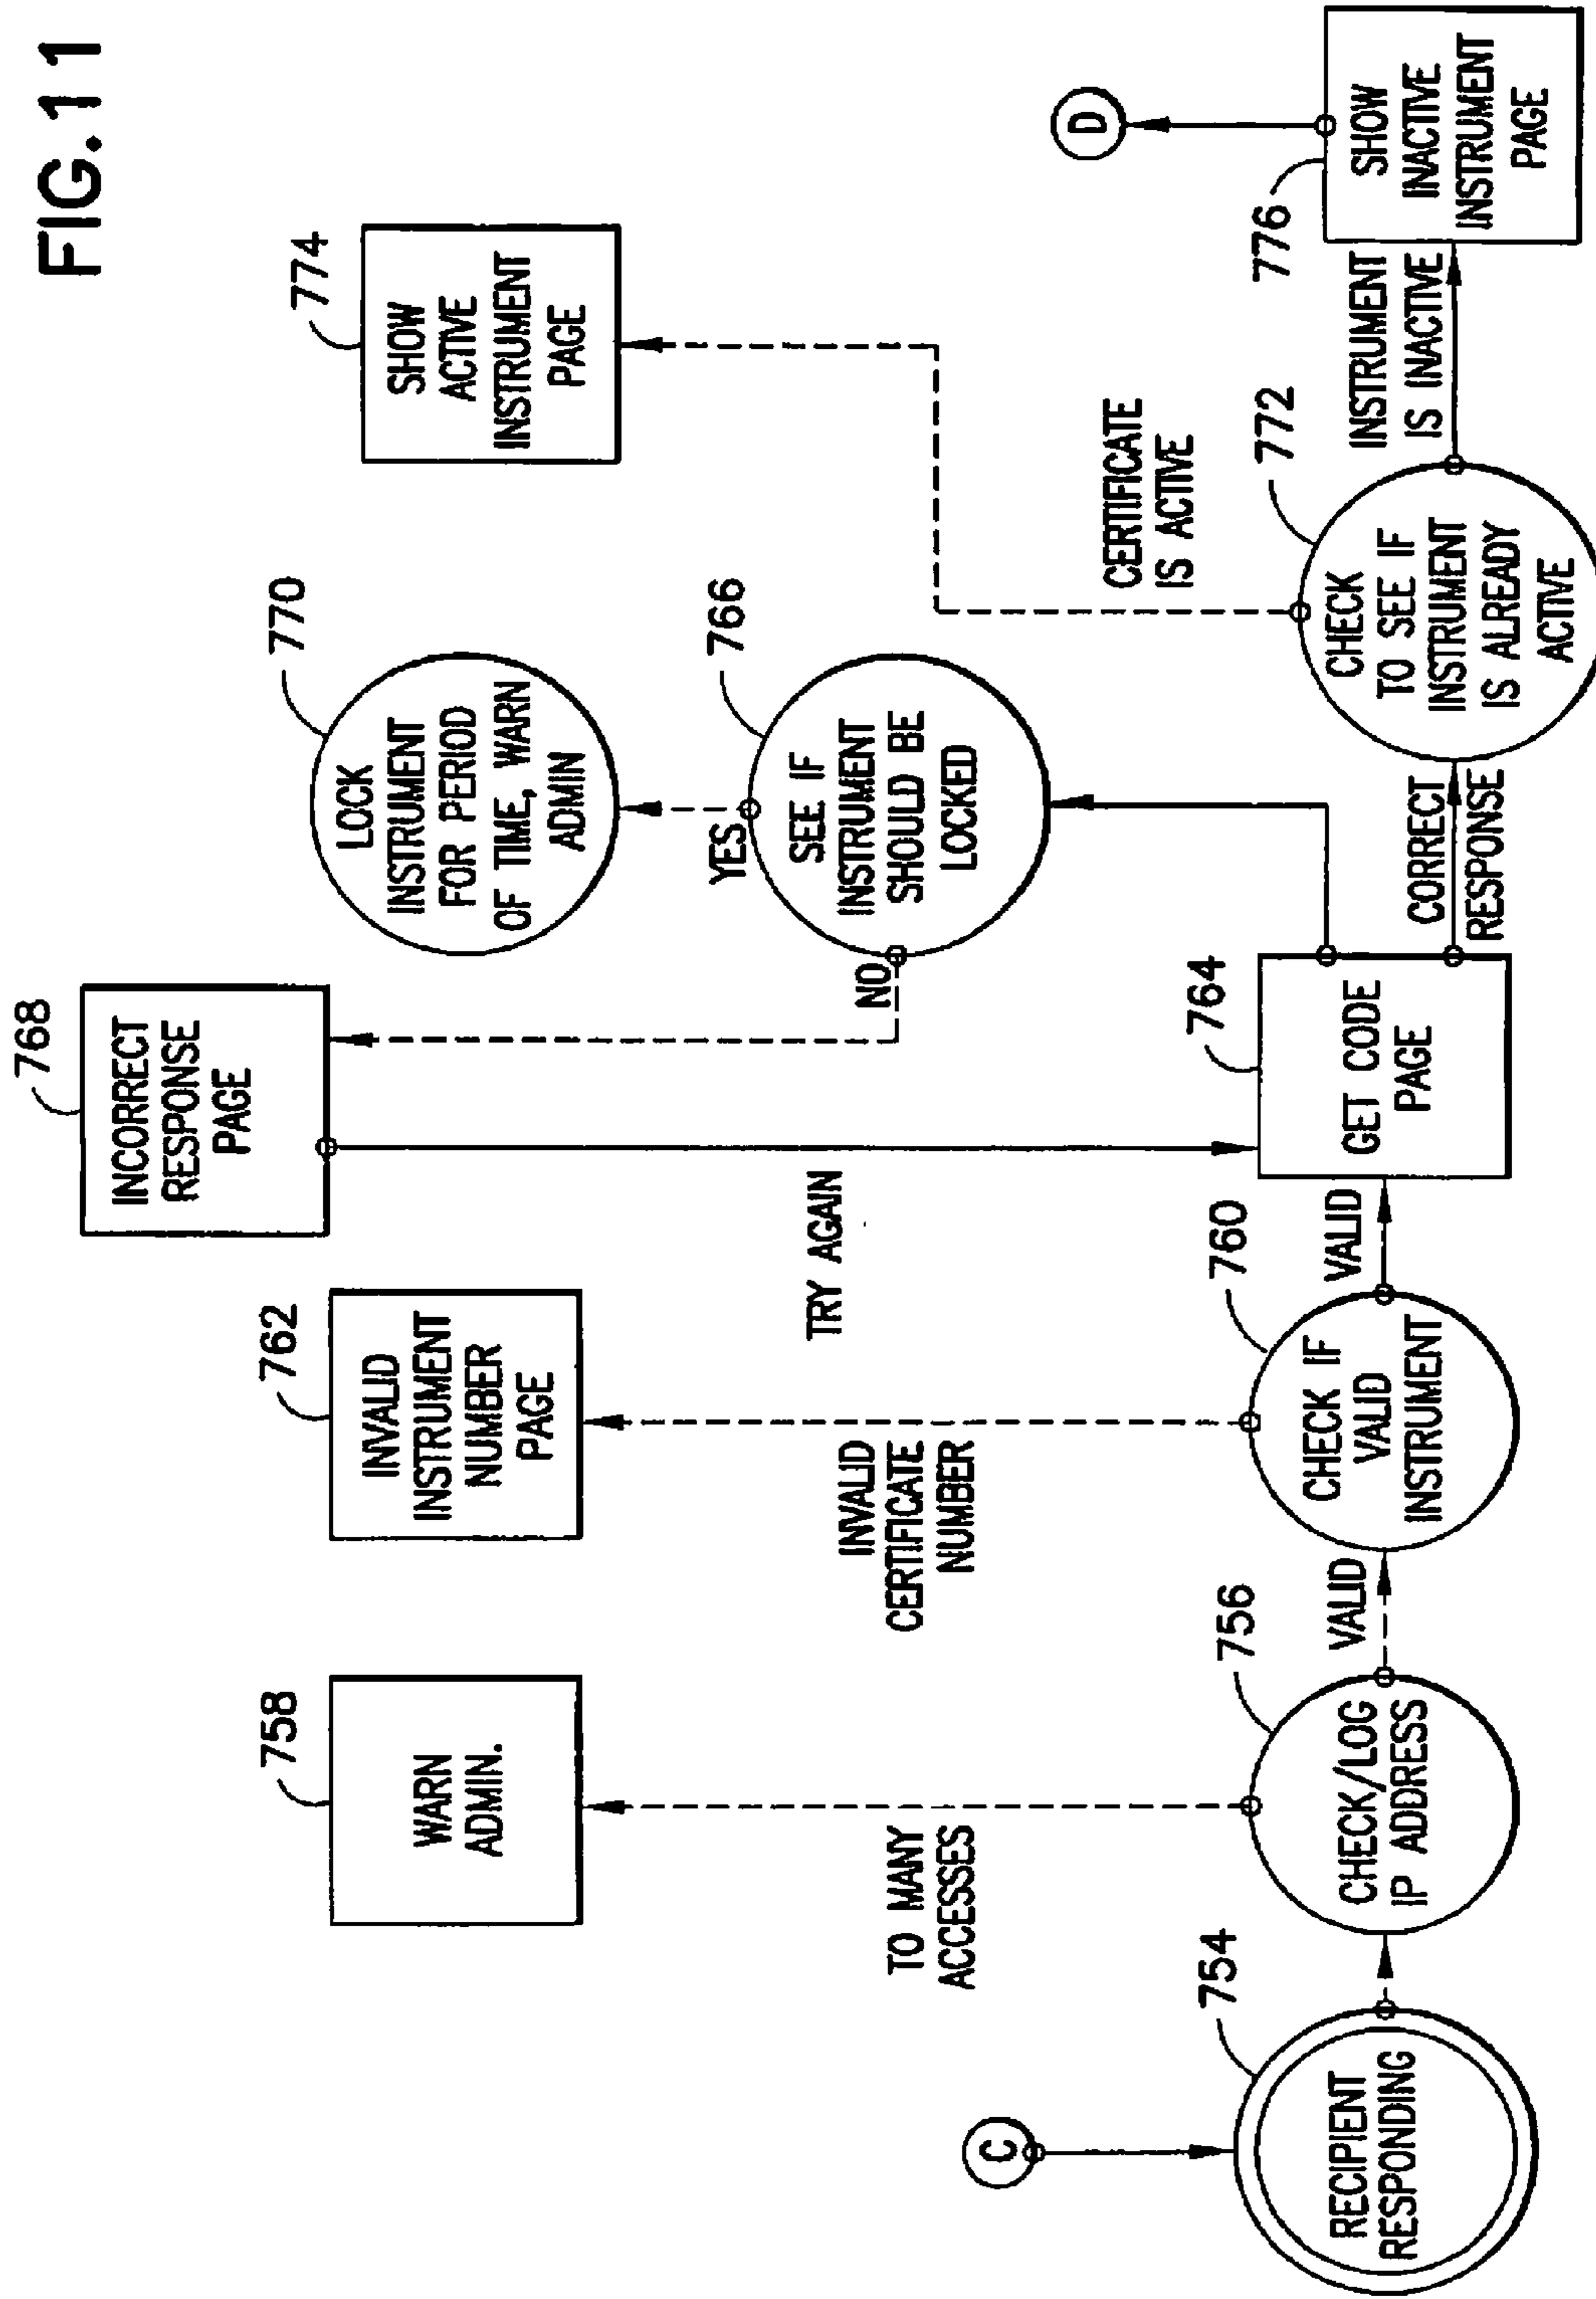 FIG.11
768
INCORRECT
RESPONSE
PAGE
758
WARN
ADMIN.
762
INVALID
INSTRUMENT
NUMBER
PAGE
770
LOCK
INSTRUMENT
FOR PERIOD
OF TIME, WARN
ADMIN
774
SHOW
ACTIVE
INSTRUMENT
PAGE
TO MANY
ACCESSES
INVALID
CERTIFICATE
NUMBER
TRY AGAIN
NO
YES
766
SEE IF
INSTRUMENT
SHOULD BE
LOCKED
CERTIFICATE
IS ACTIVE
C
D
754
RECIPIENT
RESPONDING
756
CHECK/LOG
IP ADDRESS
VALID
760
CHECK IF
VALID
INSTRUMENT
VALID
764
GET CODE
PAGE
CORRECT
RESPONSE
772
CHECK
TO SEE IF
INSTRUMENT
IS ALREADY
ACTIVE
INSTRUMENT
IS INACTIVE
776
SHOW
INACTIVE
INSTRUMENT
PAGE